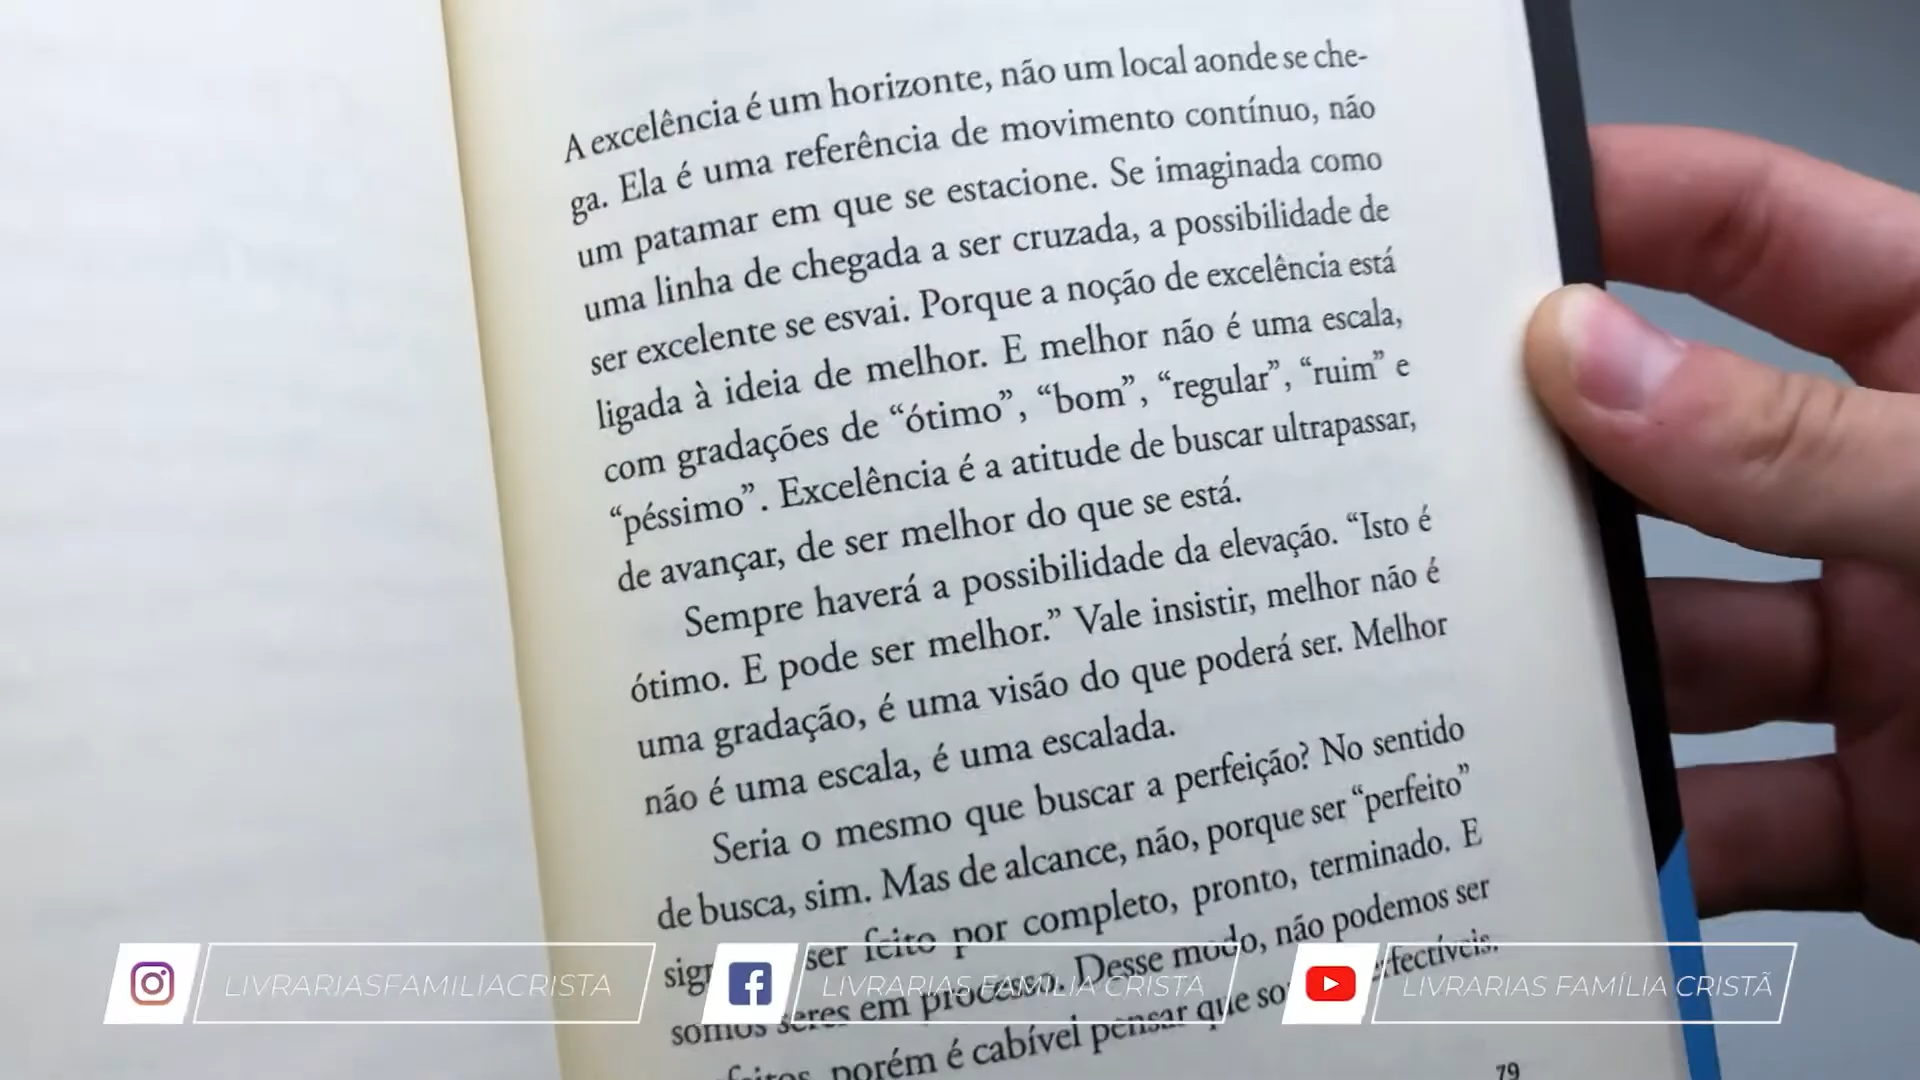 A excelência é um horizonte, não um local aonde se che-
ga. Ela é uma referência de movimento contínuo, não
um patamar em que se estacione. Se imaginada como
uma linha de chegada a ser cruzada, a possibilidade de
ser excelente se esvai. Porque a noção de excelência está
ligada à ideia de melhor. E melhor não é uma escala,
com gradações de “ótimo”, “bom”, “regular”, “ruim” e
“péssimo”. Excelência é a atitude de buscar ultrapassar,
de avançar, de ser melhor do que se está.
Sempre haverá a possibilidade da elevação. “Isto é
ótimo. E pode ser melhor.” Vale insistir, melhor não é
uma gradação, é uma visão do que poderá ser. Melhor
não é uma escala, é uma escalada.
Seria o mesmo que buscar a perfeição? No sentido
de busca, sim. Mas de alcance, não, porque ser “perfeito”
ser feito por completo, pronto, terminado. E
somos seres em processo. Desse modo, não podemos ser
porém é cabível pensar que
79
LIVRARIASFAMILIACRISTA
LIVRARIAS FAMÍLIA CRISTA
LIVRARIAS FAMÍLIA CRISTÃ